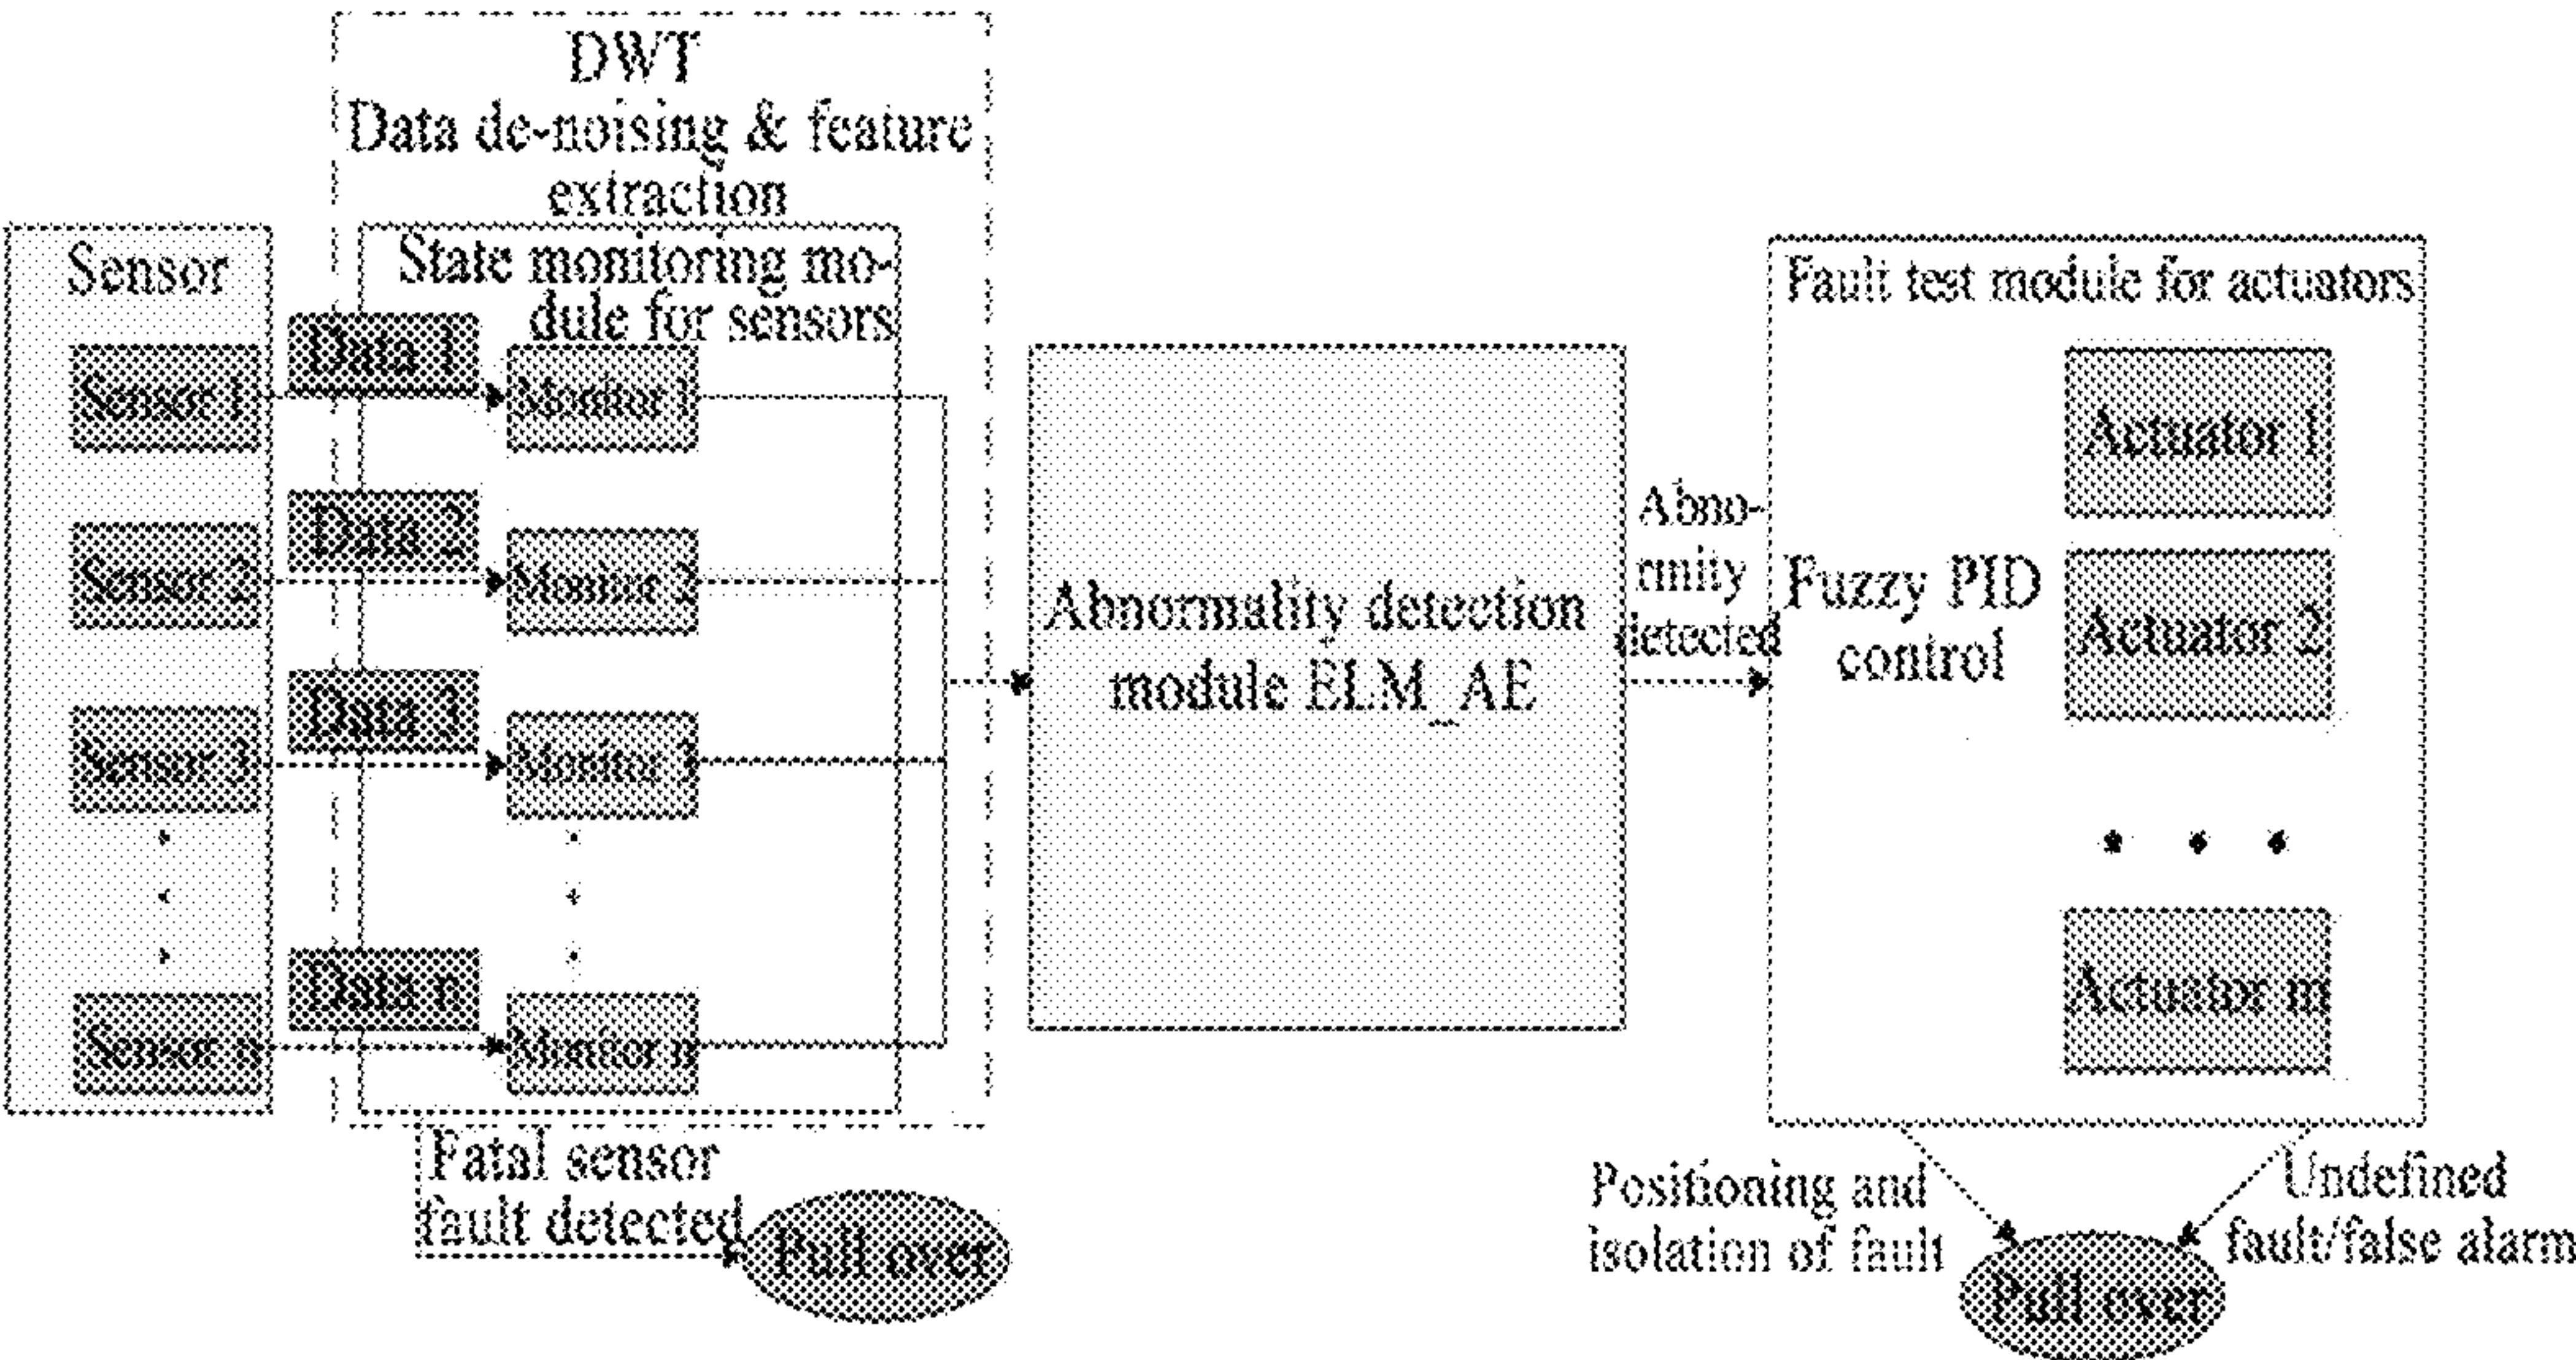 DWT
Data de-noising & feature
extraction
Sensor
State monitoring mo-
dule for sensors
Data 1
Sensor 1
Monitor 1
Data 2
Sensor 2
Monitor 2
Data 3
Sensor 3
Monitor 3
Data n
Sensor n
Monitor n
Fatal sensor
fault detected
Pull over
Abnormality detection
module ELM_AE
Abno-
rmity
detected
Fault test module for actuators
Fuzzy PID
control
Actuator 1
Actuator 2
Actuator m
Positioning and
isolation of fault
Undefined
fault/false alarm
Pull over